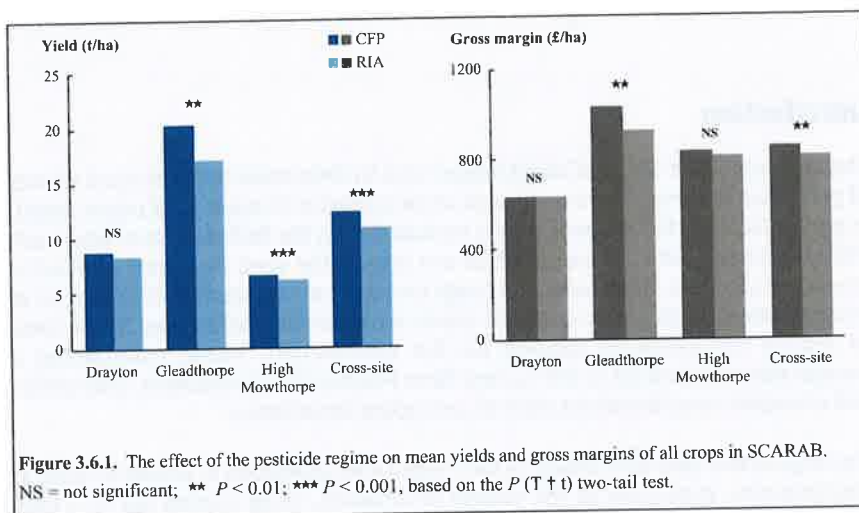 Yield (t/ha)
CFP
RIA
25
20
15
10
5
0
NS
★★
★★★
★★★
Drayton Gleadthorpe High Mowthorpe Cross-site
Gross margin (£/ha)
1200
800
400
0
NS
★★
NS
★★
Drayton Gleadthorpe High Mowthorpe Cross-site
Figure 3.6.1. The effect of the pesticide regime on mean yields and gross margins of all crops in SCARAB.
NS = not significant; ★★ P < 0.01; ★★★ P < 0.001, based on the P (T † t) two-tail test.